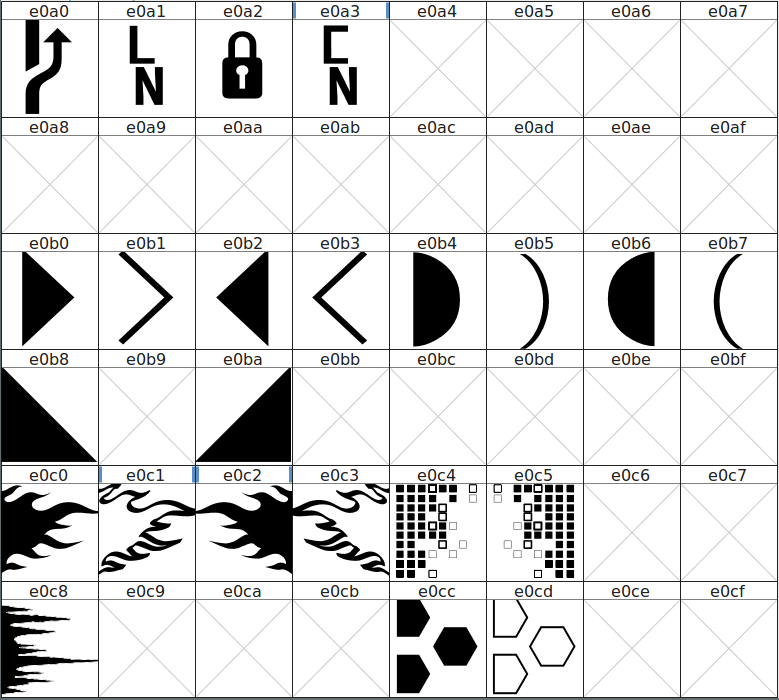 e0a0 e0a1 e0a2 e0a3 e0a4 e0a5 e0a6 e0a7
L L
N N
e0a8 e0a9 e0aa e0ab e0ac e0ad e0ae e0af
e0b0 e0b1 e0b2 e0b3 e0b4 e0b5 e0b6 e0b7
e0b8 e0b9 e0ba e0bb e0bc e0bd e0be e0bf
e0c0 e0c1 e0c2 e0c3 e0c4 e0c5 e0c6 e0c7
e0c8 e0c9 e0ca e0cb e0cc e0cd e0ce e0cf